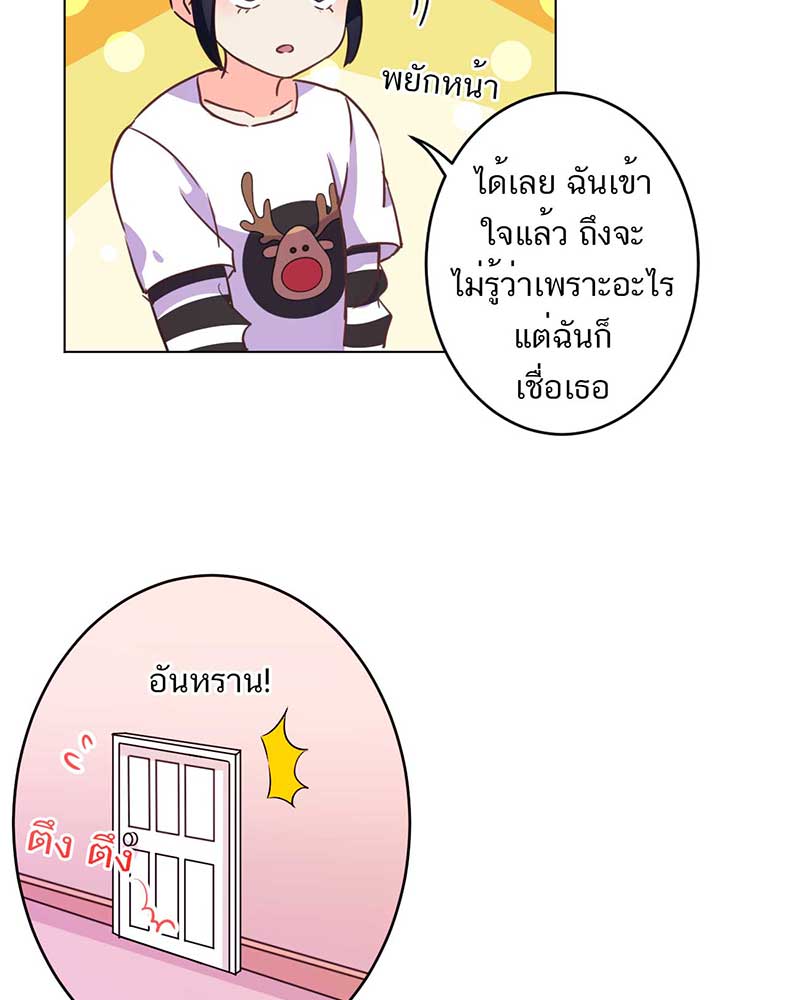 พยักหน้า
ได้เลย ฉันเข้า
ใจแล้ว ถึงจะ
ไม่รู้ว่าเพราะอะไร
แต่ฉันก็
เชื่อเธอ
อันหราน!
ตึง ตึง